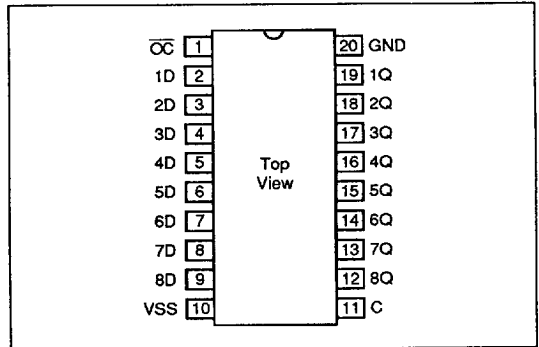 O̅C̅ 1 20 GND
1D 2 19 1Q
2D 3 18 2Q
3D 4 17 3Q
4D 5 Top 16 4Q
5D 6 View 15 5Q
6D 7 14 6Q
7D 8 13 7Q
8D 9 12 8Q
VSS 10 11 C